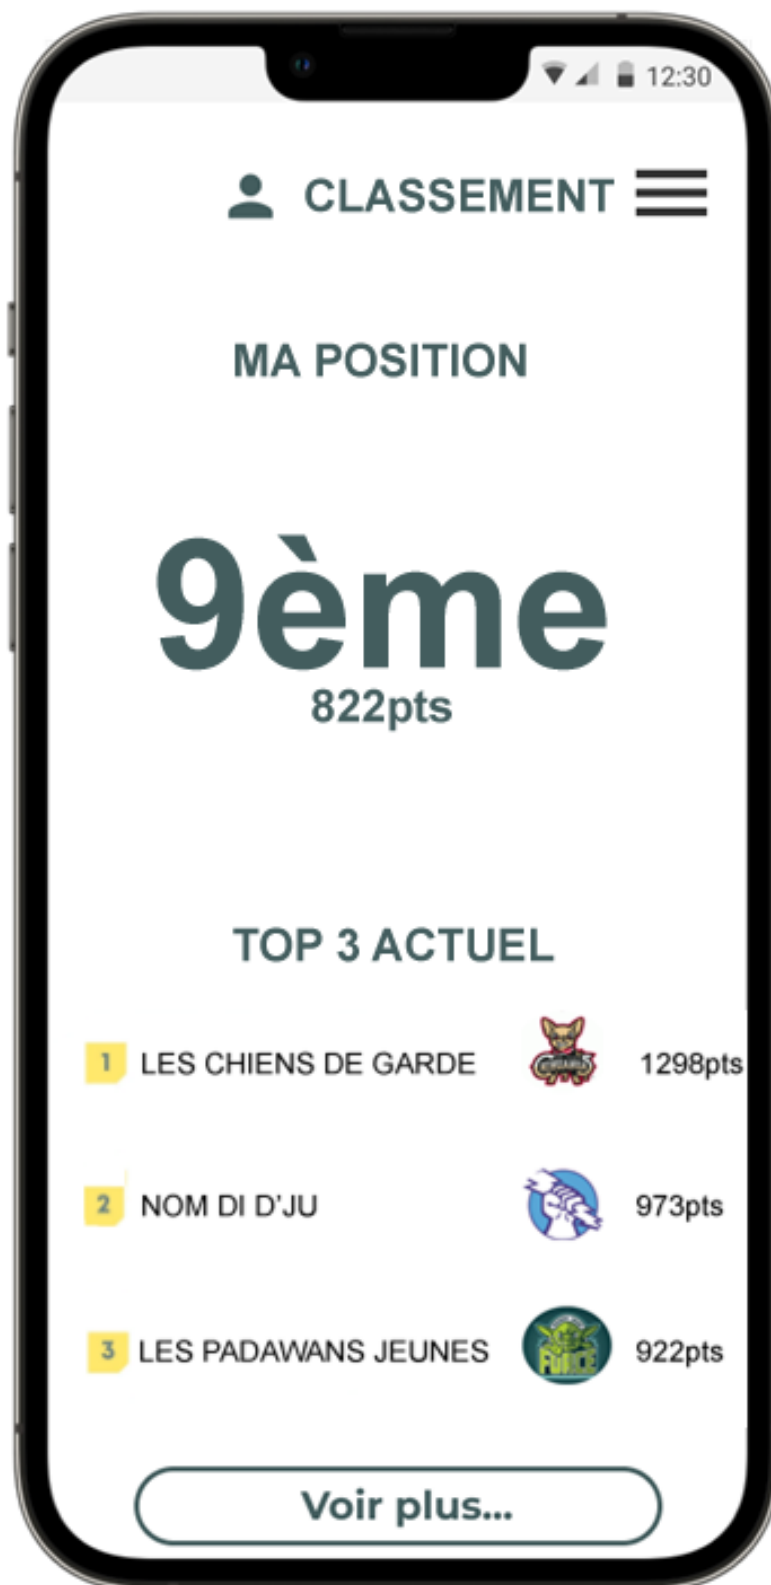 12:30
CLASSEMENT
MA POSITION
9ème
822pts
TOP 3 ACTUEL
1 LES CHIENS DE GARDE 1298pts
2 NOM DI D'JU 973pts
3 LES PADAWANS JEUNES FORCE 922pts
Voir plus...